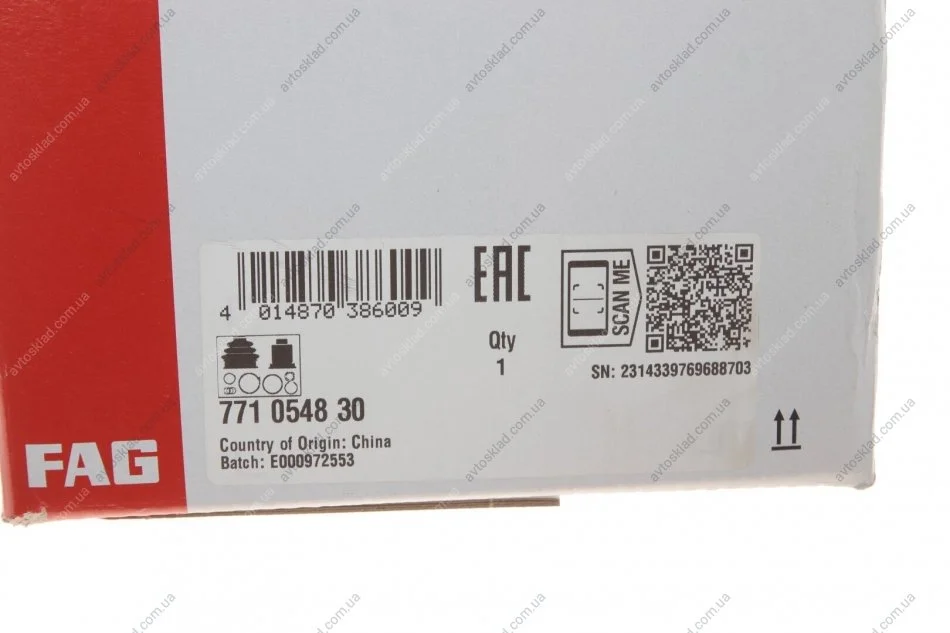 4 014870 386009
EAC
SCAN ME
Qty
1
SN: 2314339769688703
771 0548 30
Country of Origin: China
Batch: E000972553
FAG
avtosklad.com.ua